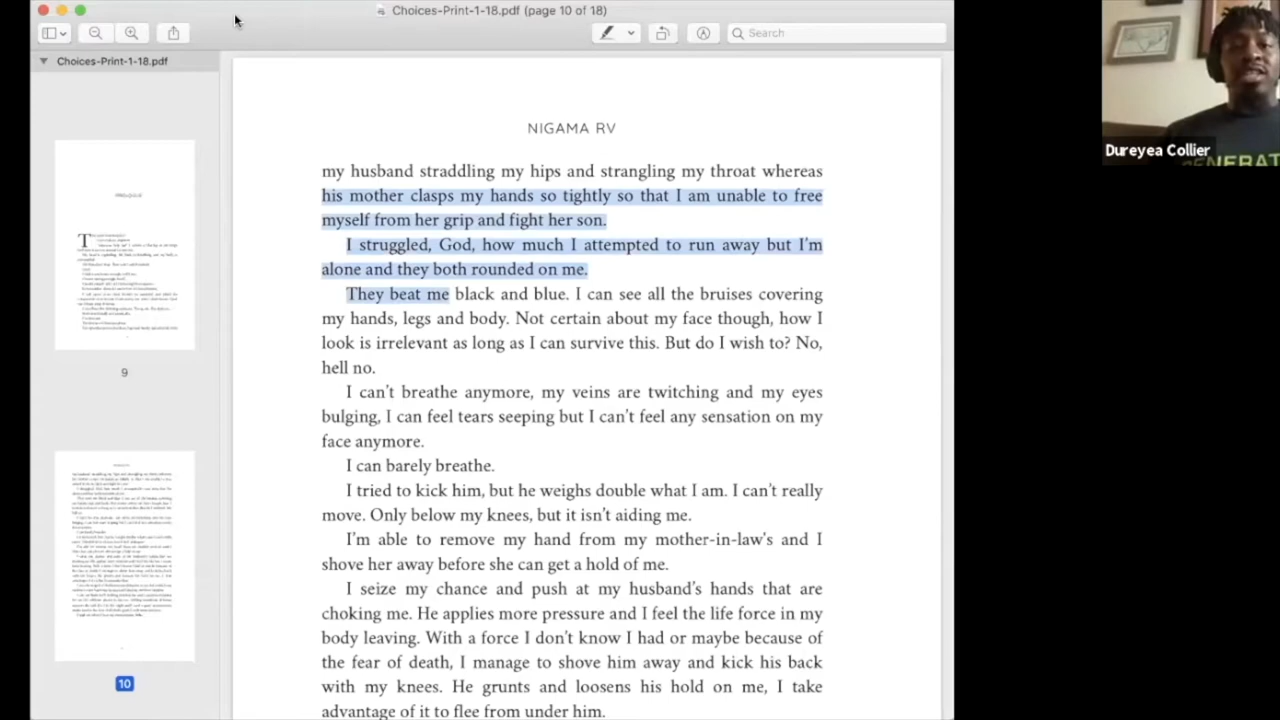 Choices-Print-1-18.pdf (page 10 of 18)
Search
Choices-Print-1-18.pdf
PROLOGUE
9
10
NIGAMA RV
my husband straddling my hips and strangling my throat whereas
his mother clasps my hands so tightly so that I am unable to free
myself from her grip and fight her son.
I struggled, God, how much I attempted to run away but I'm
alone and they both rounded on me.
They beat me black and blue, I can see all the bruises covering
my hands, legs and body. I'm not certain about my face though, how I
look is irrelevant as long as I can survive this. But do I wish to? No,
hell no.
I can't breathe anymore, my veins are twitching and my eyes
bulging, I can feel tears seeping but I can't feel any sensation on my
face anymore.
I can barely breathe.
I'm not a small woman, but they're double what I am. I can't really
move and below my knees is isn't aiding me.
I'm able to remove my hands from my mother-in-law's and I
shove her away before she can get a hold of me.
I take my chance and claw at my husband's hands that are
choking me. He applies more pressure and I feel the life force in my
body leaving. With a force I don't know I had or maybe because of
the fear of death, I manage to shove him away and kick his back
with my knees. He grunts and loosens his hold on me, I take
advantage of it to flee from under him.
Dureyea Collier
GENERAT